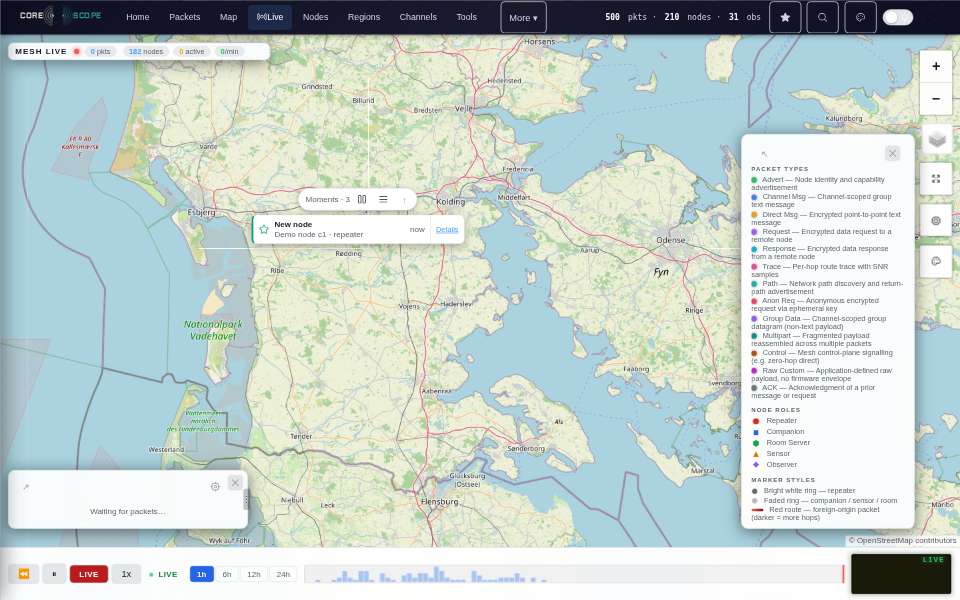 CORE SCOPE Home Packets Map Live Nodes Regions Channels Tools More ▾ 500 pkts · 210 nodes · 31 obs
MESH LIVE 0 pkts 182 nodes 0 active 0/min
Horsens
Grindsted
Hedensted
Billund
Bredsten
Vejle
Kalundborg
Varde
Fredericia
Middelfart
Moments · 3
Kolding
Esbjerg
New node
Demo node c1 · repeater
now
Details
Odense
Aarup
Rødding
Fyn
Ribe
Vojens
Haderslev
Ringe
Nationalpark
Vadehavet
Faaborg
Svendborg
Aabenraa
Als
Tønder
Sønderborg
Westerland
Marstal
Glücksburg
(Ostsee)
Niebüll
Leck
Flensburg
Wyk auf Föhr
Maribo
PACKET TYPES
Advert — Node identity and capability
advertisement
Channel Msg — Channel-scoped group
text message
Direct Msg — Encrypted point-to-point text
message
Request — Encrypted data request to a
remote node
Response — Encrypted data response
from a remote node
Trace — Per-hop route trace with SNR
samples
Path — Network path discovery and return-
path advertisement
Anon Req — Anonymous encrypted
request via ephemeral key
Group Data — Channel-scoped group
datagram (non-text payload)
Multipart — Fragmented payload
reassembled across multiple packets
Control — Mesh control-plane signalling
(e.g. zero-hop direct)
Raw Custom — Application-defined raw
payload, no firmware envelope
ACK — Acknowledgment of a prior
message or request
NODE ROLES
Repeater
Companion
Room Server
Sensor
Observer
MARKER STYLES
Bright white ring — repeater
Faded ring — companion / sensor / room
Red route — foreign-origin packet
(darker = more hops)
Waiting for packets…
© OpenStreetMap contributors
LIVE 1x LIVE 1h 6h 12h 24h
LIVE